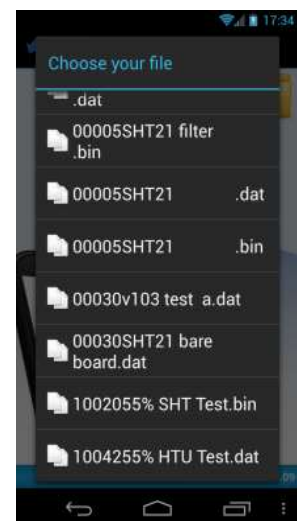 17:34
Choose your file
.dat
00005SHT21 filter
.bin
00005SHT21 .dat
00005SHT21 .bin
00030v103 test a.dat
00030SHT21 bare
board.dat
1002055% SHT Test.bin
1004255% HTU Test.dat